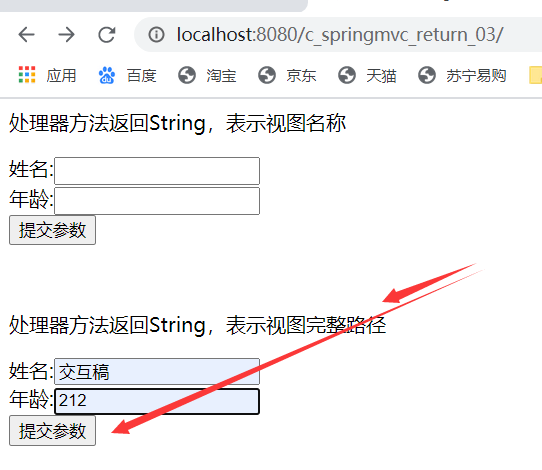 localhost:8080/c_springmvc_return_03/
应用 百度 淘宝 京东 天猫 苏宁易购
处理器方法返回String，表示视图名称
姓名:
年龄:
提交参数
处理器方法返回String，表示视图完整路径
姓名:交互稿
年龄:212
提交参数